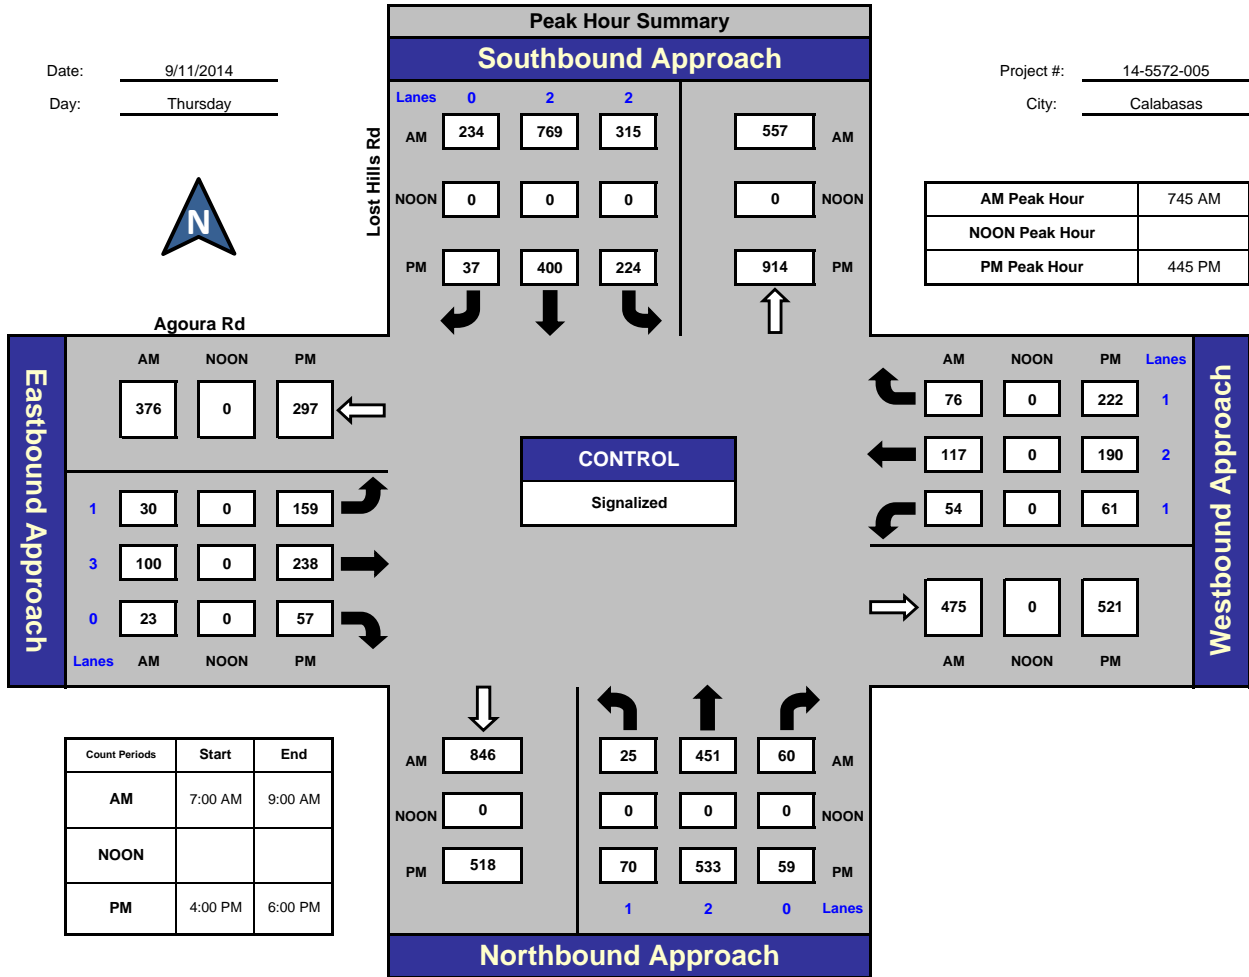 Peak Hour Summary
Southbound Approach
Date: 9/11/2014
Day: Thursday
Project #: 14-5572-005
City: Calabasas
N
Lost Hills Rd
Lanes 0 2 2
AM 234 769 315 557 AM
NOON 0 0 0 0 NOON
PM 37 400 224 914 PM
AM Peak Hour 745 AM
NOON Peak Hour
PM Peak Hour 445 PM
Agoura Rd
Eastbound Approach
AM NOON PM
376 0 297
1 30 0 159
3 100 0 238
0 23 0 57
Lanes AM NOON PM
CONTROL
Signalized
AM NOON PM Lanes
76 0 222 1
117 0 190 2
54 0 61 1
475 0 521
AM NOON PM
Westbound Approach
Count Periods Start End
AM 7:00 AM 9:00 AM
NOON
PM 4:00 PM 6:00 PM
AM 846 25 451 60 AM
NOON 0 0 0 0 NOON
PM 518 70 533 59 PM
1 2 0 Lanes
Northbound Approach